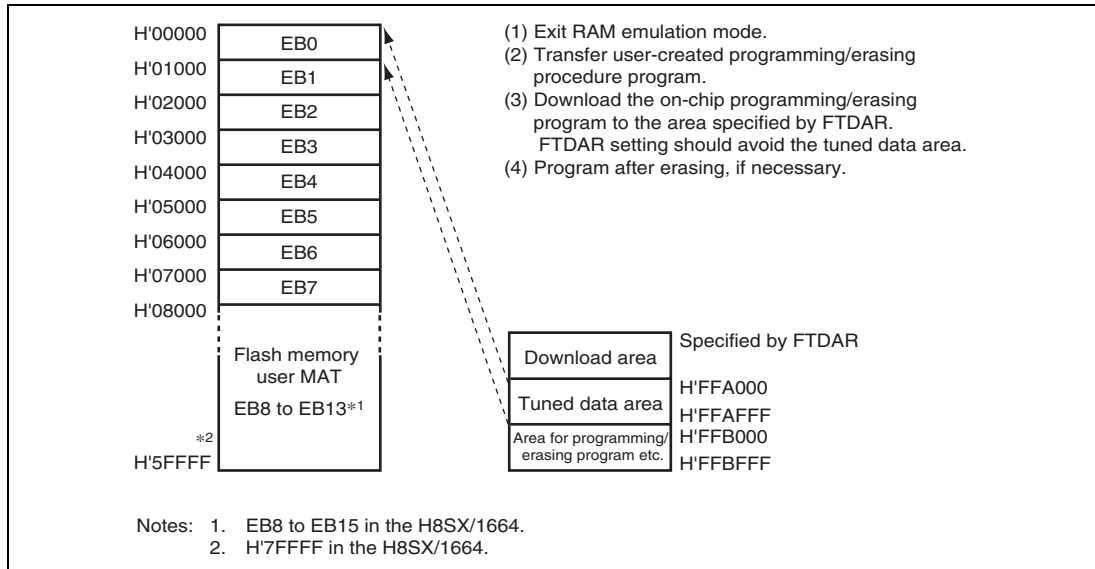 H'00000
EB0
H'01000
EB1
H'02000
EB2
H'03000
EB3
H'04000
EB4
H'05000
EB5
H'06000
EB6
H'07000
EB7
H'08000
Flash memory
user MAT
EB8 to EB13*1
*2
H'5FFFF
(1) Exit RAM emulation mode.
(2) Transfer user-created programming/erasing
procedure program.
(3) Download the on-chip programming/erasing
program to the area specified by FTDAR.
FTDAR setting should avoid the tuned data area.
(4) Program after erasing, if necessary.
Download area
Specified by FTDAR
Tuned data area
H'FFA000
H'FFAFFF
Area for programming/
erasing program etc.
H'FFB000
H'FFBFFF
Notes: 1. EB8 to EB15 in the H8SX/1664.
2. H'7FFFF in the H8SX/1664.